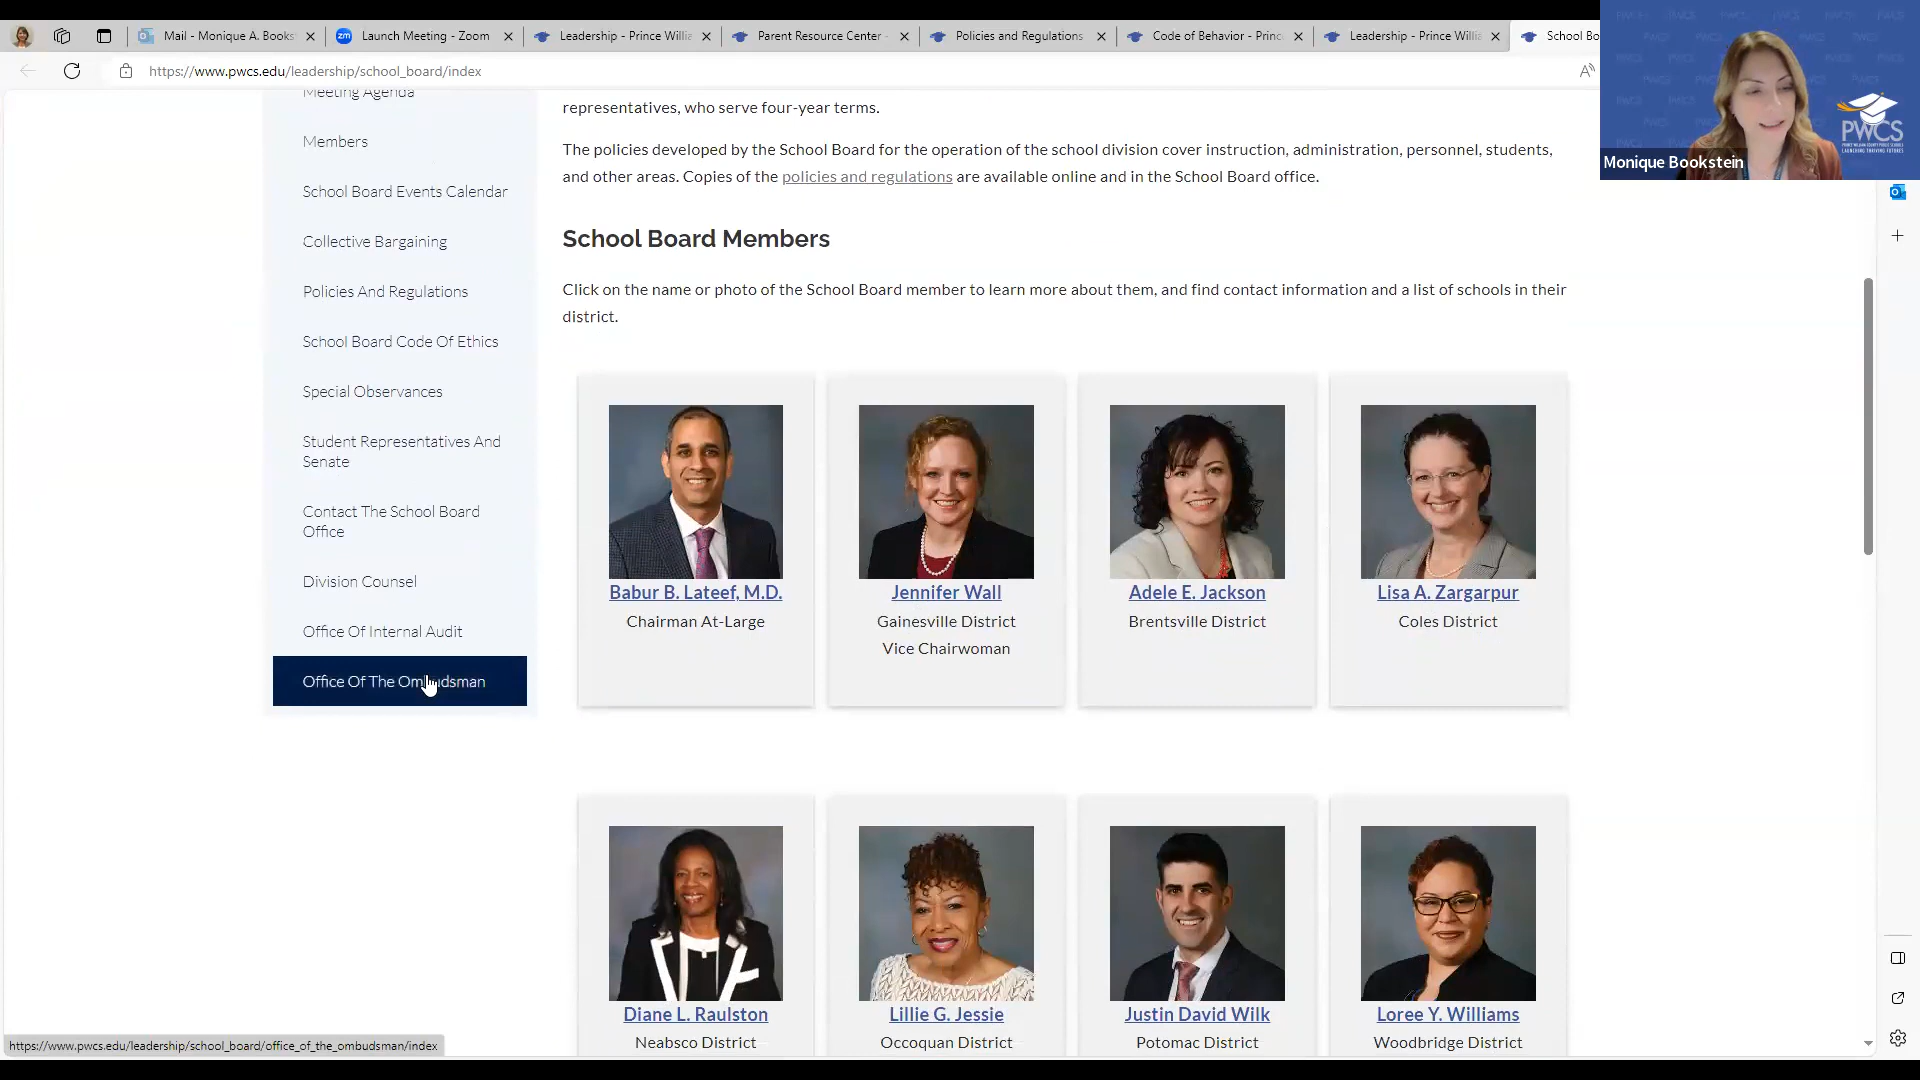 Mail - Monique A. Books
Launch Meeting - Zoom
Leadership - Prince Willia
Parent Resource Center -
Policies and Regulations
Code of Behavior - Princ
Leadership - Prince Willia
School Bo
https://www.pwcs.edu/leadership/school_board/index
Meeting Agenda
Members
School Board Events Calendar
Collective Bargaining
Policies And Regulations
School Board Code Of Ethics
Special Observances
Student Representatives And
Senate
Contact The School Board
Office
Division Counsel
Office Of Internal Audit
Office Of The Ombudsman
representatives, who serve four-year terms.
The policies developed by the School Board for the operation of the school division cover instruction, administration, personnel, students,
and other areas. Copies of the policies and regulations are available online and in the School Board office.
School Board Members
Click on the name or photo of the School Board member to learn more about them, and find contact information and a list of schools in their
district.
Babur B. Lateef, M.D.
Chairman At-Large
Jennifer Wall
Gainesville District
Vice Chairwoman
Adele E. Jackson
Brentsville District
Lisa A. Zargarpur
Coles District
Diane L. Raulston
Neabsco District
Lillie G. Jessie
Occoquan District
Justin David Wilk
Potomac District
Loree Y. Williams
Woodbridge District
https://www.pwcs.edu/leadership/school_board/office_of_the_ombudsman/index
PWCS
Monique Bookstein